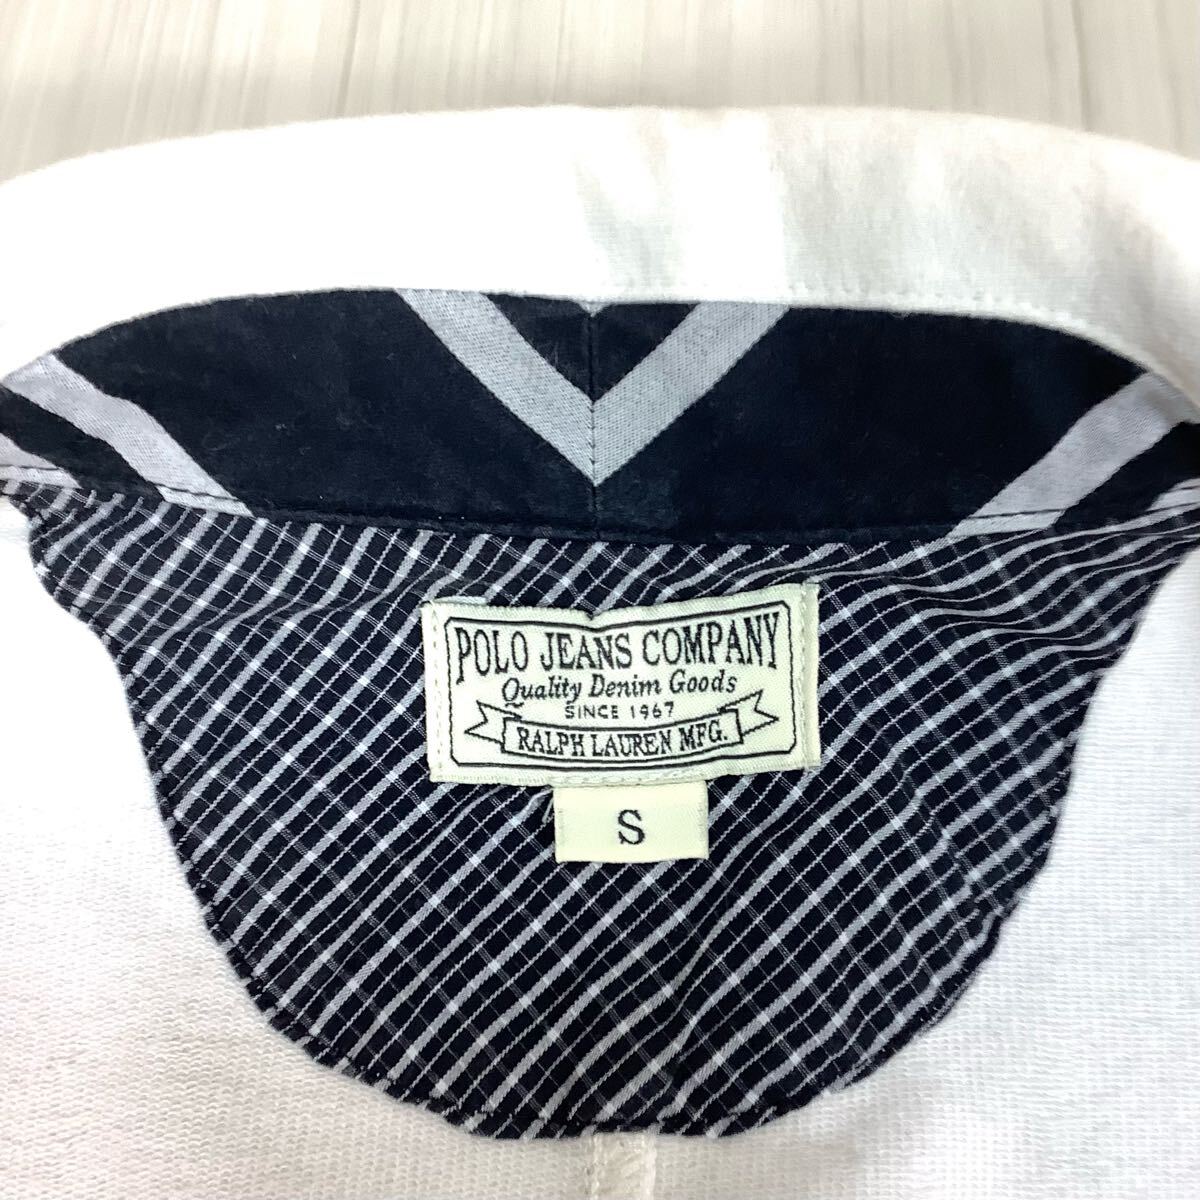 POLO JEANS COMPANY
Quality Denim Goods
SINCE 1967
RALPH LAUREN MFG.
S